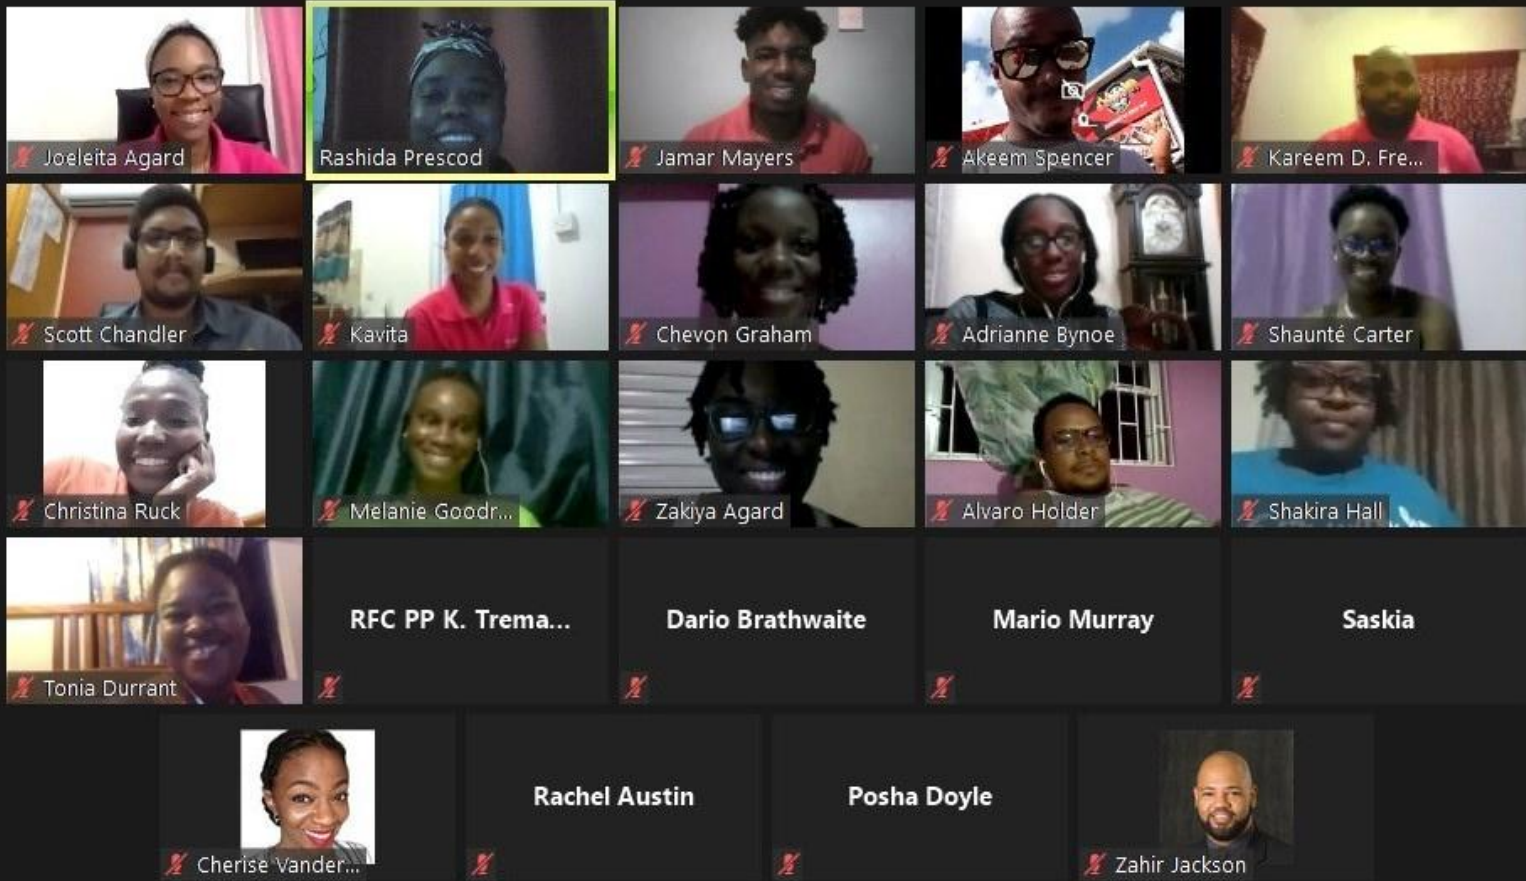 Joeleita Agard
Rashida Prescod
Jamar Mayers
Akeem Spencer
Kareem D. Fre...
Scott Chandler
Kavita
Chevon Graham
Adrianne Bynoe
Shaunté Carter
Christina Ruck
Melanie Goodr...
Zakiya Agard
Alvaro Holder
Shakira Hall
Tonia Durrant
RFC PP K. Trema...
Dario Brathwaite
Mario Murray
Saskia
Cherise Vander...
Rachel Austin
Posha Doyle
Zahir Jackson